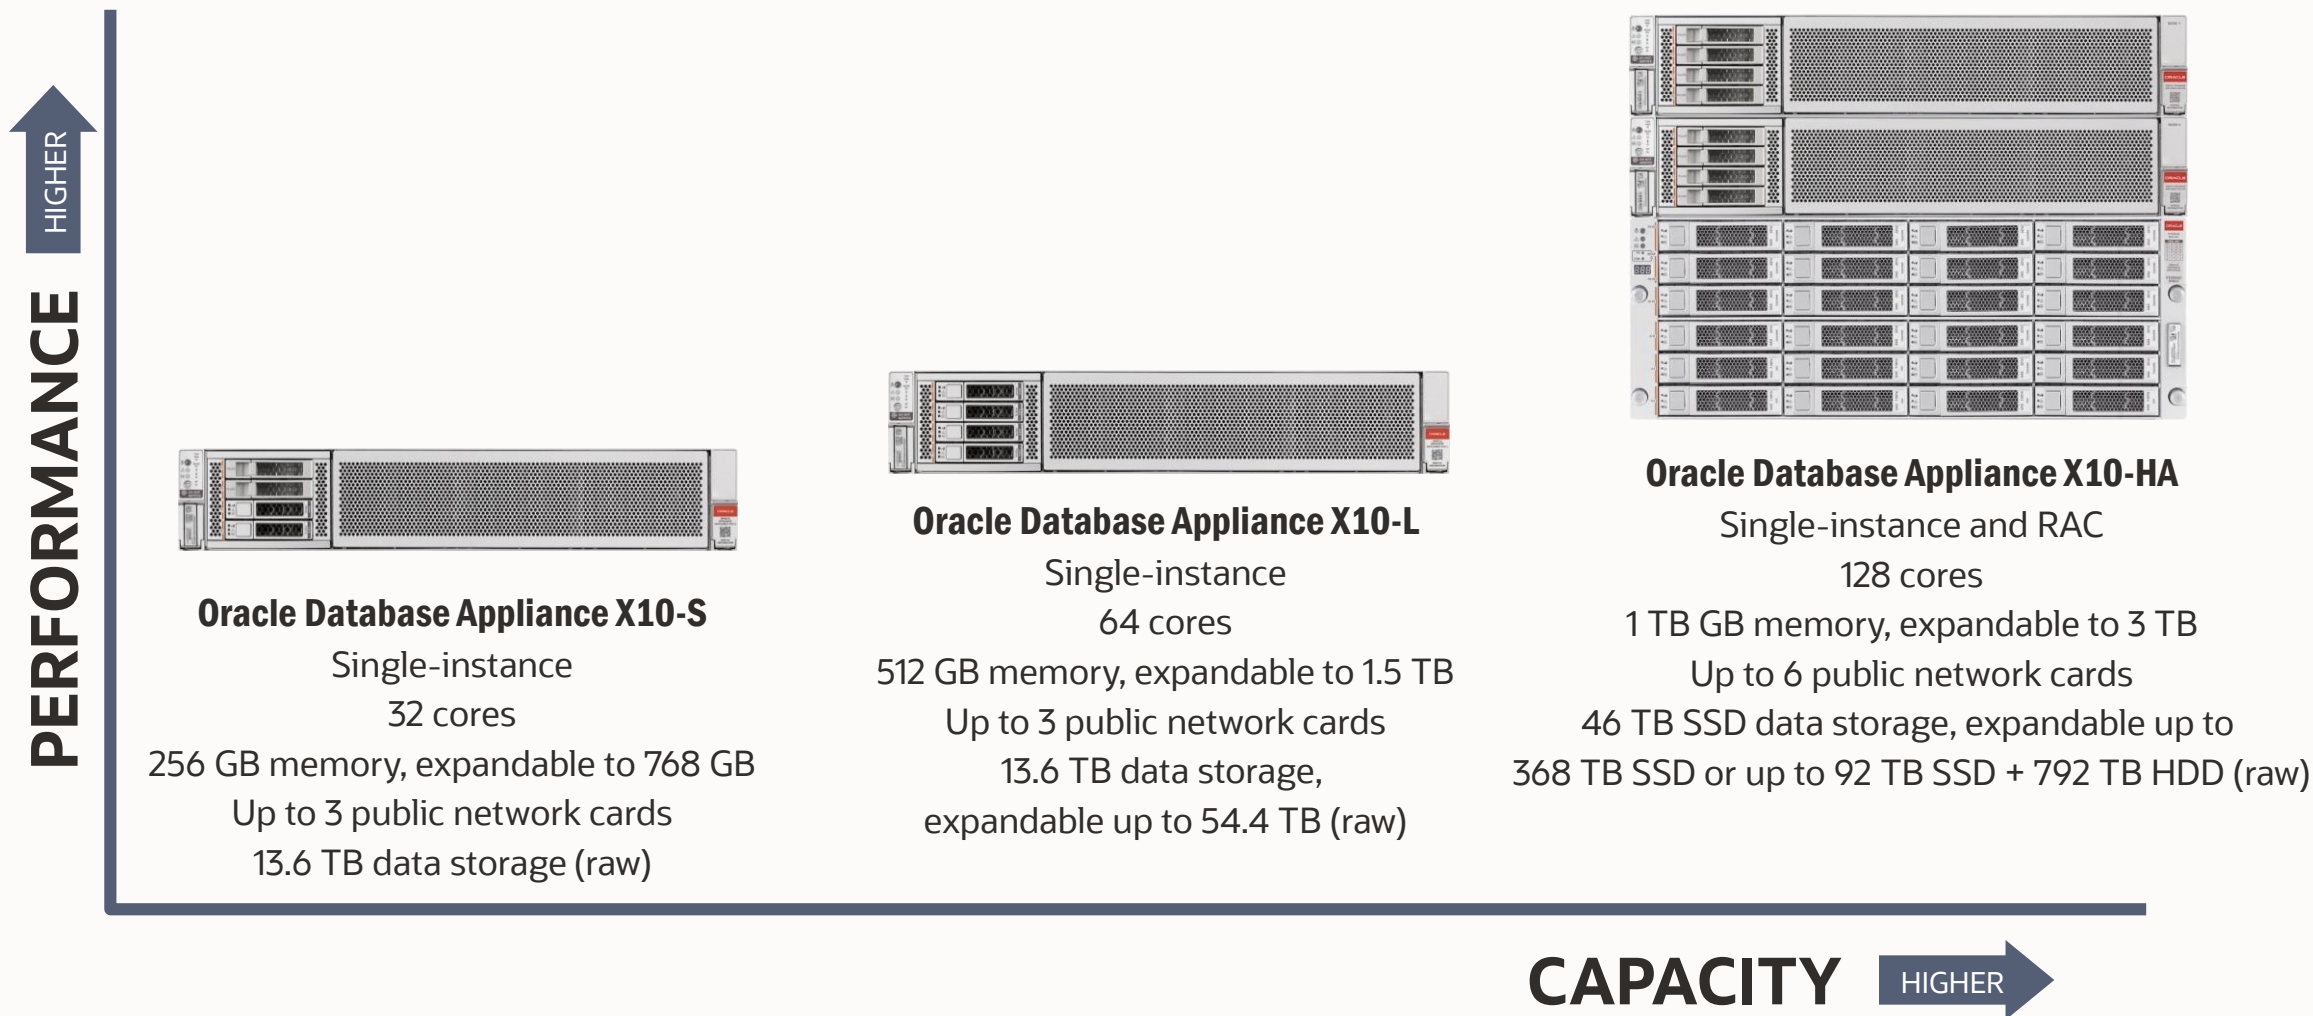 HIGHER
PERFORMANCE
Oracle Database Appliance X10-S
Single-instance
32 cores
256 GB memory, expandable to 768 GB
Up to 3 public network cards
13.6 TB data storage (raw)
Oracle Database Appliance X10-L
Single-instance
64 cores
512 GB memory, expandable to 1.5 TB
Up to 3 public network cards
13.6 TB data storage,
expandable up to 54.4 TB (raw)
Oracle Database Appliance X10-HA
Single-instance and RAC
128 cores
1 TB GB memory, expandable to 3 TB
Up to 6 public network cards
46 TB SSD data storage, expandable up to
368 TB SSD or up to 92 TB SSD + 792 TB HDD (raw)
CAPACITY
HIGHER